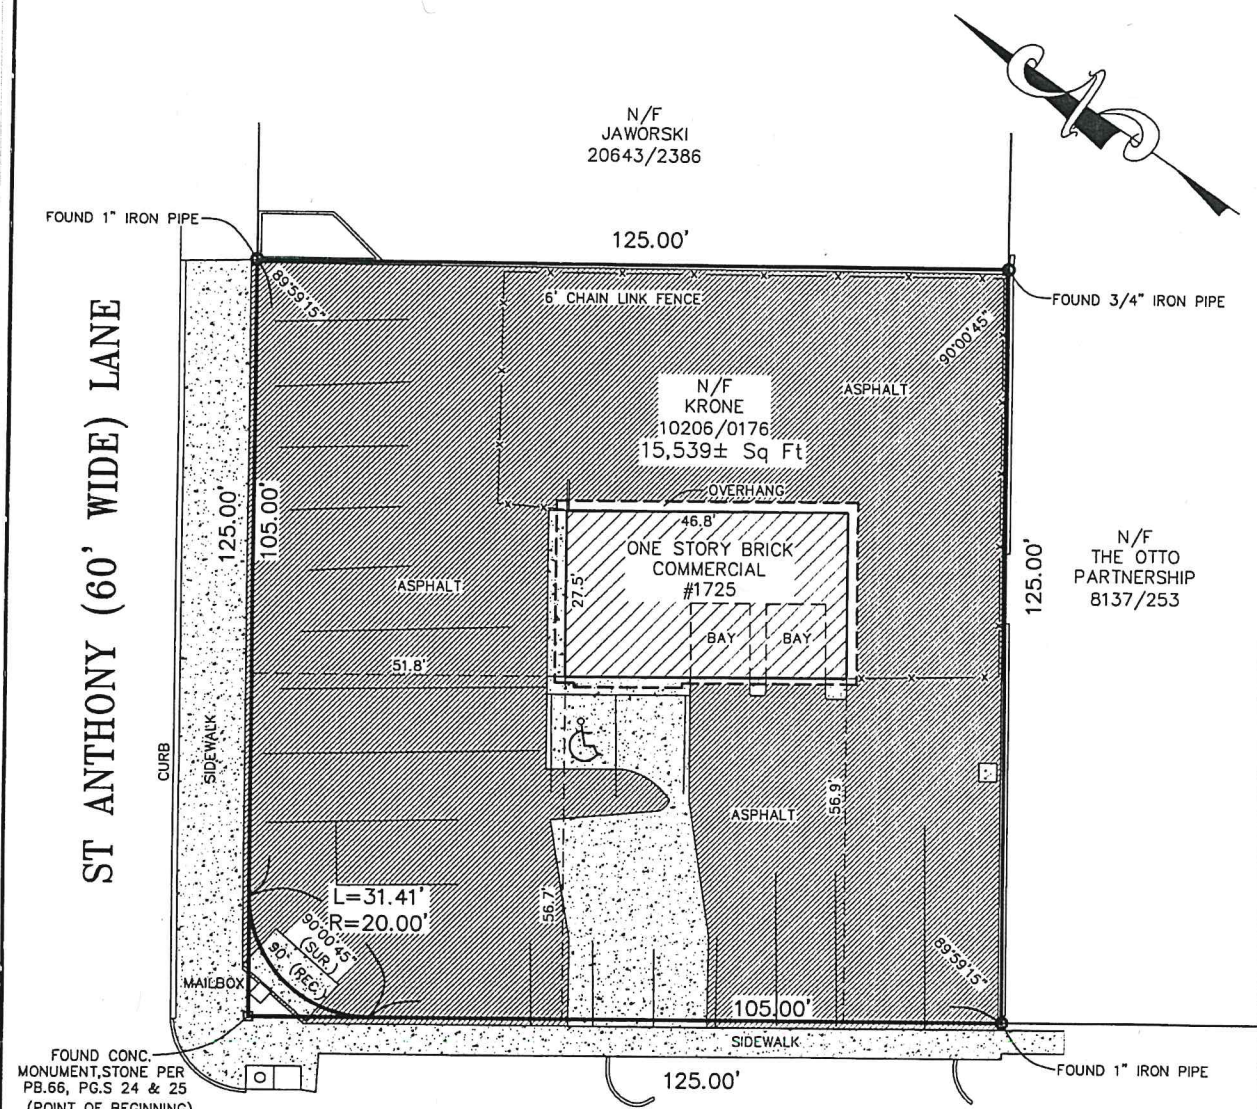 N/F
JAWORSKI
20643/2386
FOUND 1" IRON PIPE
125.00'
89°59'15"
6' CHAIN LINK FENCE
FOUND 3/4" IRON PIPE
90°00'45"
ASPHALT
N/F
KRONE
10206/0176
15,539± Sq Ft
ST ANTHONY (60' WIDE) LANE
125.00'
105.00'
OVERHANG
46.8'
ONE STORY BRICK
COMMERCIAL
#1725
27.5'
BAY
BAY
ASPHALT
51.8'
125.00'
N/F
THE OTTO
PARTNERSHIP
8137/253
CURB
SIDEWALK
ASPHALT
56.9'
56.7'
L=31.41'
R=20.00'
90°00'45"
(SUR.)
90° (REC.)
MAILBOX
89°59'15"
105.00'
SIDEWALK
FOUND CONC.
MONUMENT,STONE PER
PB.66, PG.S 24 & 25
(POINT OF BEGINNING)
125.00'
FOUND 1" IRON PIPE